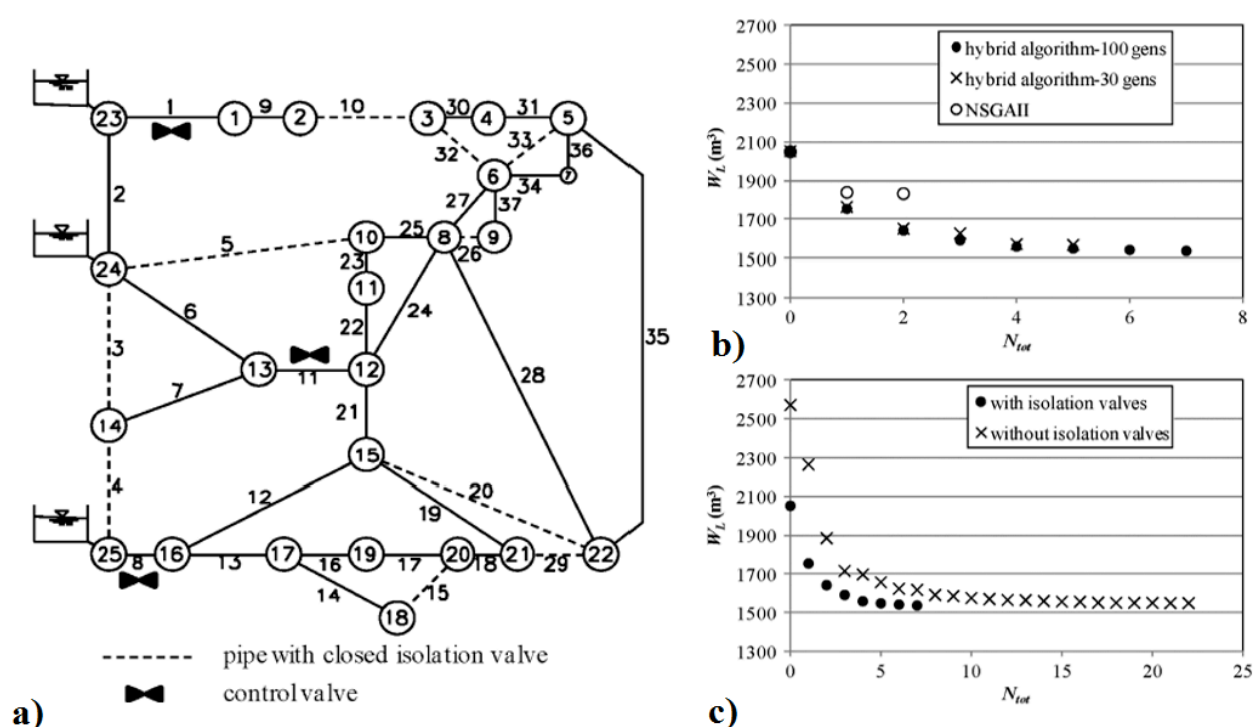 23 1 1 9 2 10 3 30 4 31 5
32 33 36
6 34 7
2 27 37
24 5 10 25 8 26 9
23
11
6 22 24
3 35
13 11 12 28
7
14 21
15
4 12 20
19
25 8 16 13 17 16 19 17 20 18 21 29 22
14 15
18
pipe with closed isolation valve
control valve
a)
2700
2500
2300
2100
1900
1700
1500
1300
W_L (m³)
hybrid algorithm-100 gens
hybrid algorithm-30 gens
NSGAII
0 2 4 6 8
N_tot
b)
2700
2500
2300
2100
1900
1700
1500
1300
W_L (m³)
with isolation valves
without isolation valves
0 5 10 15 20 25
N_tot
c)